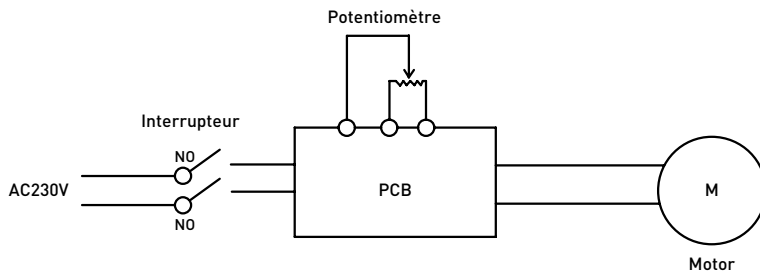 Potentiomètre
Interrupteur
NO
AC230V
NO
PCB
M
Motor